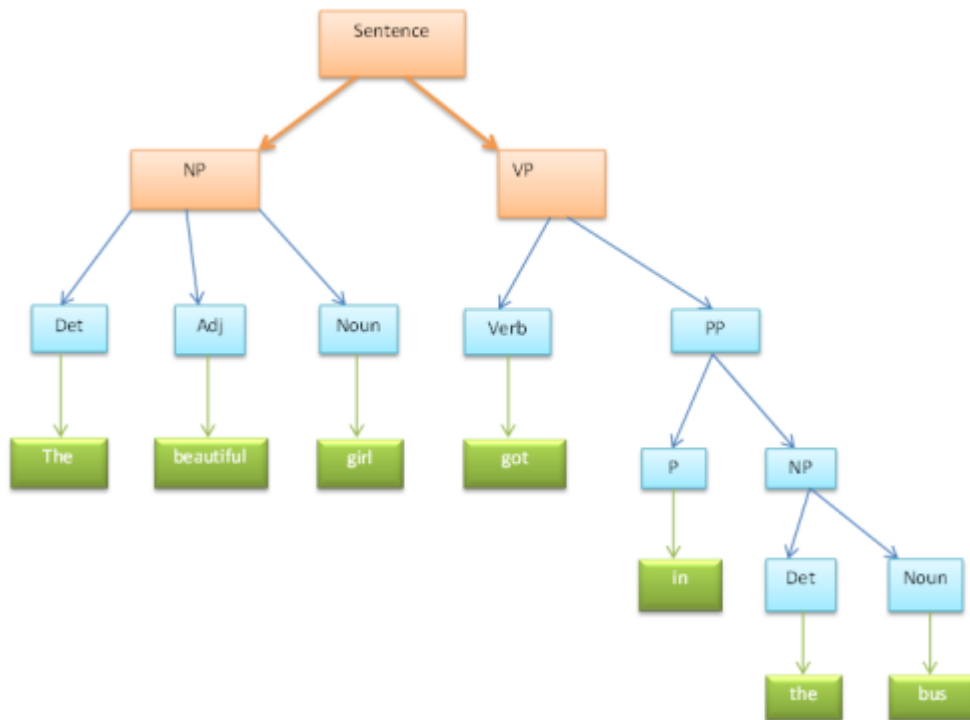 Sentence
NP VP
Det Adj Noun Verb PP
The beautiful girl got
P NP
in Det Noun
the bus